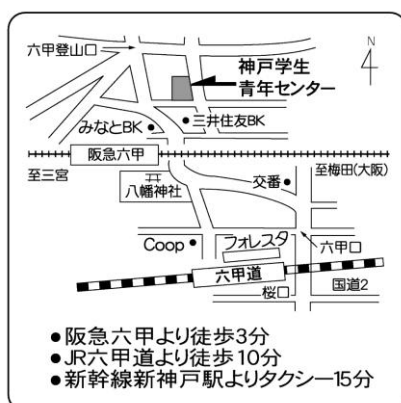 N
六甲登山口
神戸学生
青年センター
みなとBK
三井住友BK
阪急六甲
至三宮
至梅田(大阪)
八幡神社
交番
Coop
フォレスタ
六甲口
六甲道
桜口
国道2
●阪急六甲より徒歩3分
●JR六甲道より徒歩10分
●新幹線新神戸駅よりタクシー15分